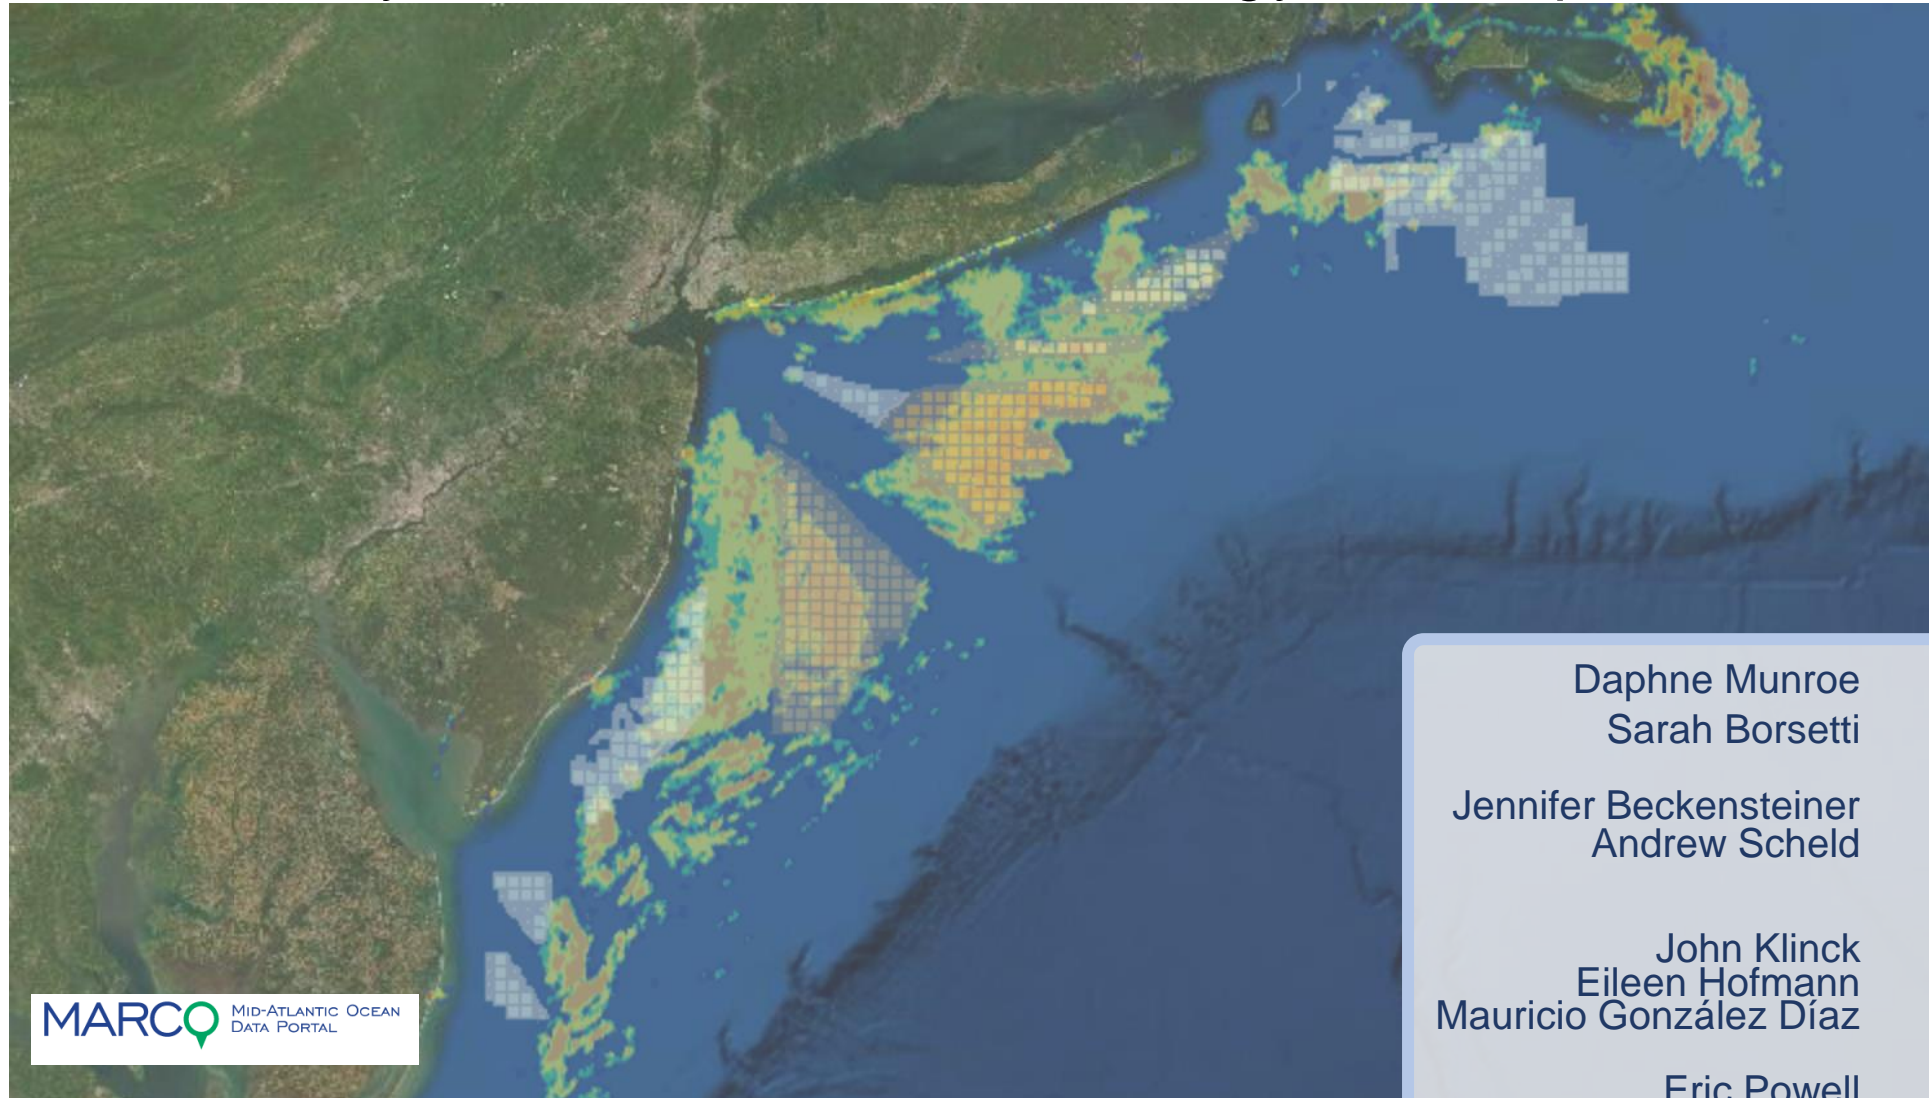 Daphne Munroe
Sarah Borsetti
Jennifer Beckensteiner
Andrew Scheld
John Klinck
Eileen Hofmann
Mauricio González Díaz
Eric Powell
MARCO MID-ATLANTIC OCEAN
DATA PORTAL